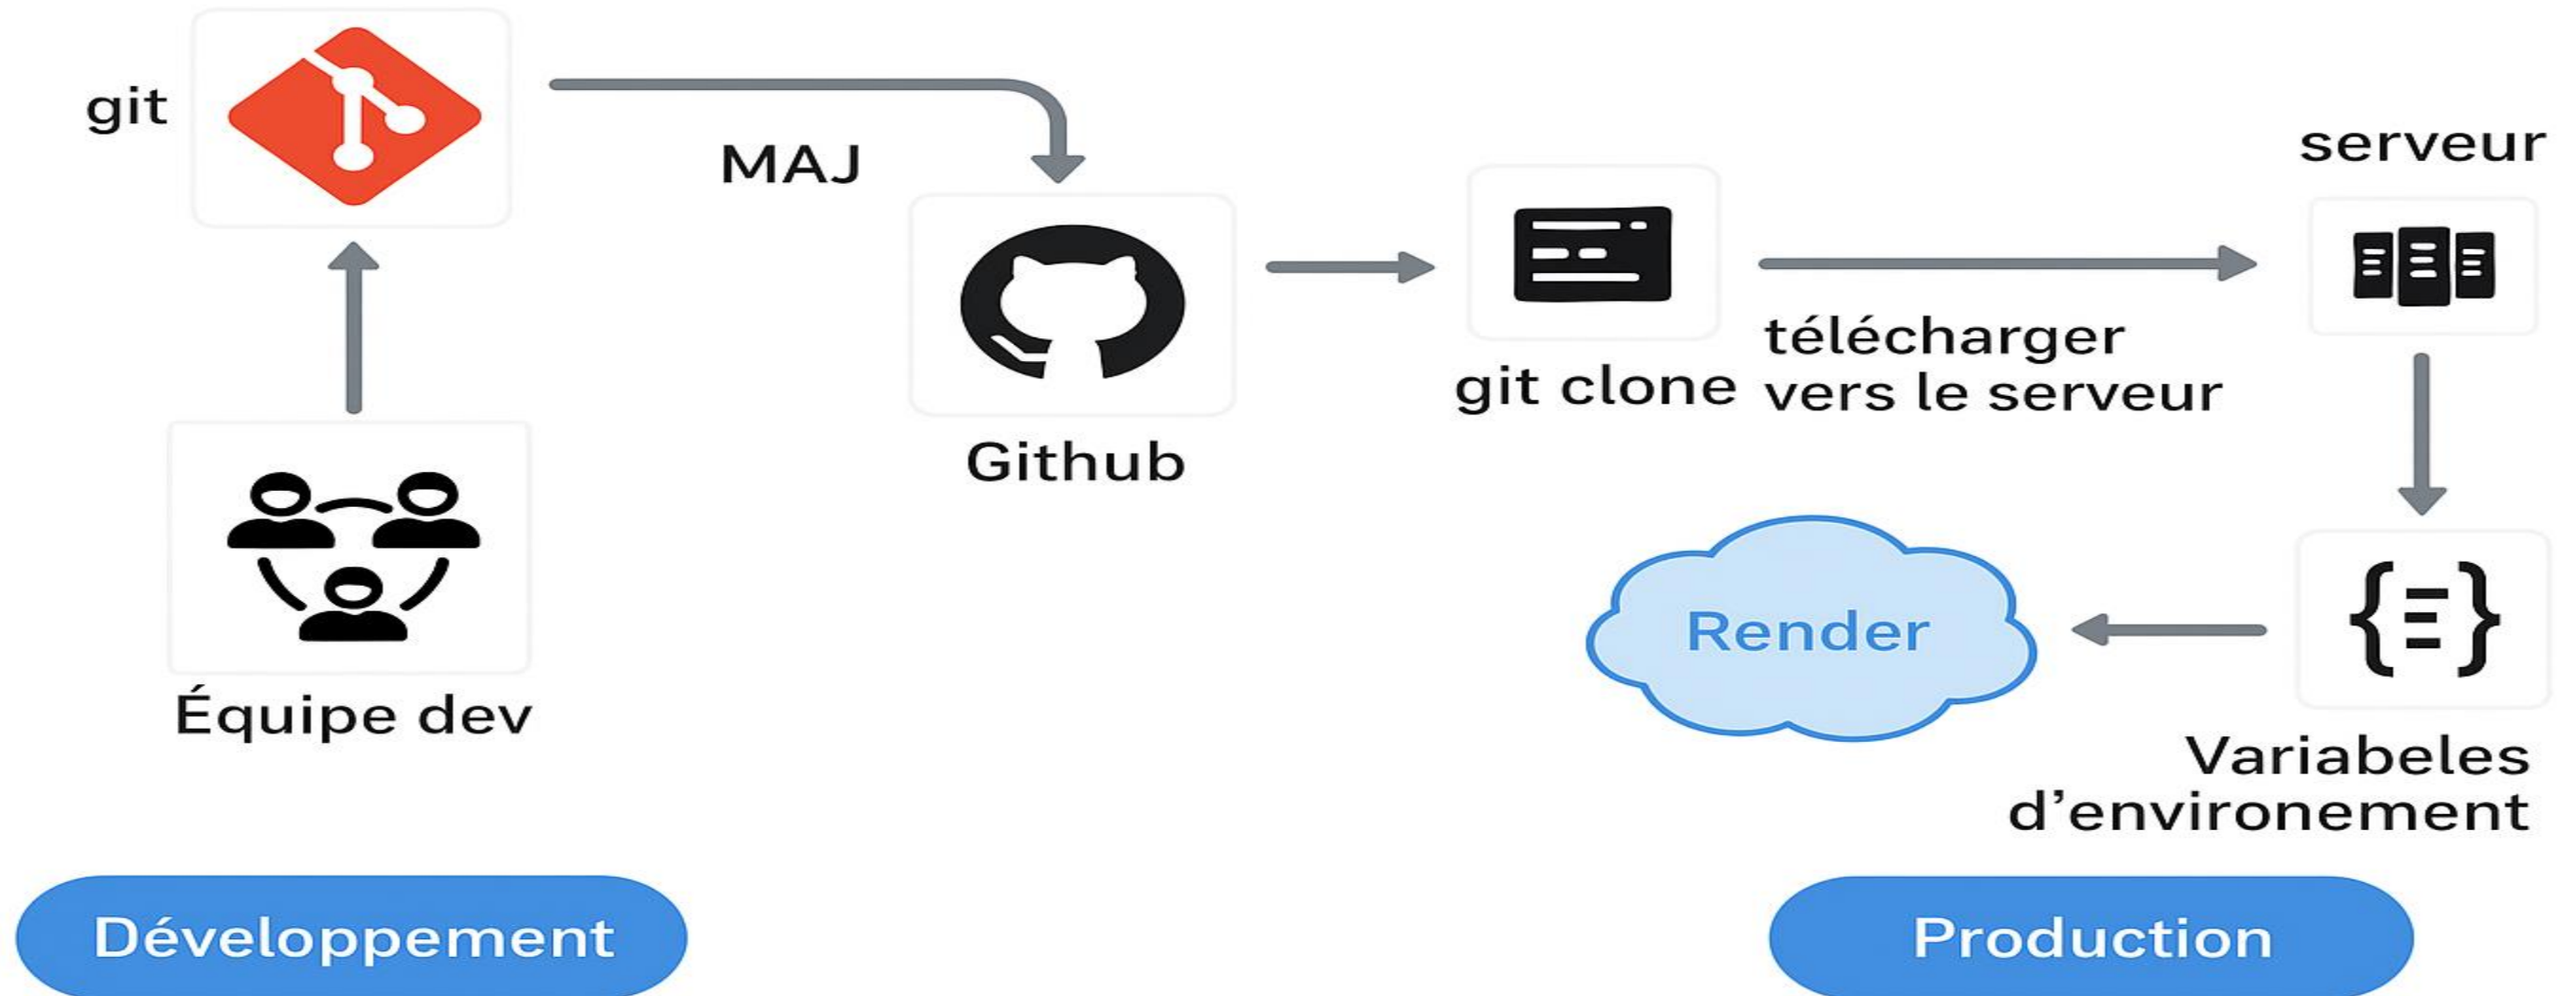 git
MAJ
serveur
télécharger
vers le serveur
git clone
Github
Render
Équipe dev
Variabeles
d’environement
Développement
Production